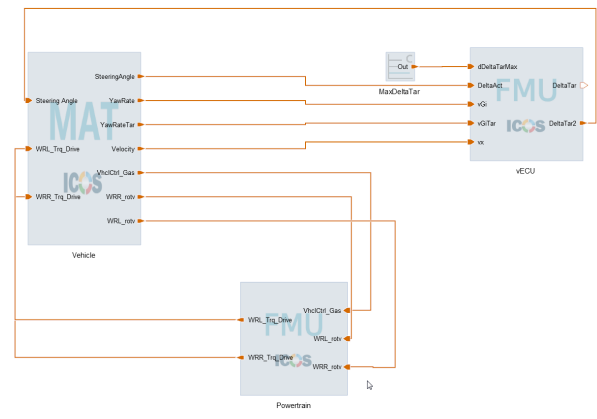 Out
MaxDeltaTar
SteeringAngle
Steering Angle
YawRate
YawRateTar
WRL_Trq_Drive
Velocity
VhclCtrl_Gas
WRR_Trq_Drive
WRR_rotv
WRL_rotv
MAT
ICOS
Vehicle
dDeltaTarMax
DeltaAct
DeltaTar
vGi
vGiTar
DeltaTar2
vx
FMU
ICOS
vECU
VhclCtrl_Gas
WRL_Trq_Drive
WRL_rotv
WRR_Trq_Drive
WRR_rotv
FMU
ICOS
Powertrain